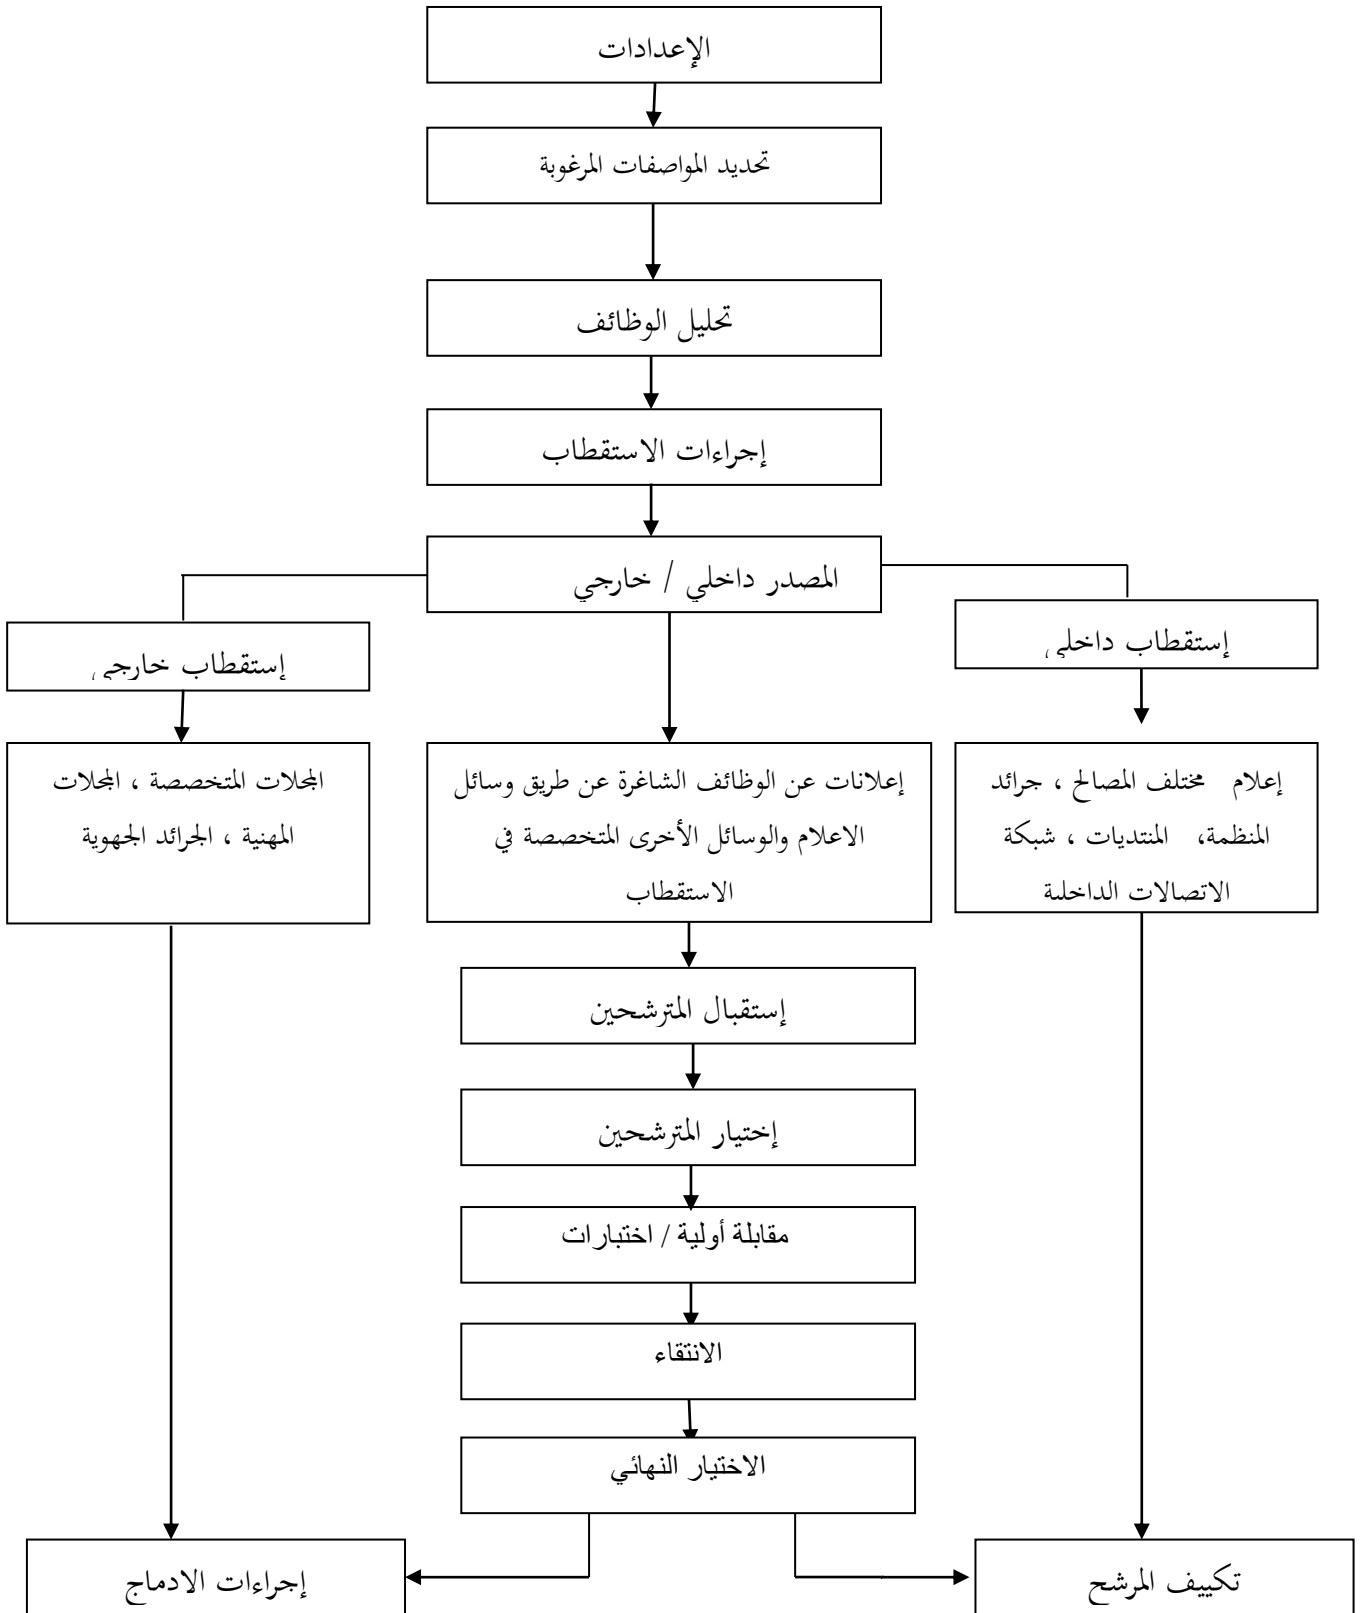 الإعدادات
تحديد المواصفات المرغوبة
تحليل الوظائف
إجراءات الاستقطاب
المصدر داخلي / خارجي
إستقطاب داخلي
إستقطاب خارجي
إعلام مختلف المصالح ، جرائد
المنظمة، المنتديات ، شبكة
الاتصالات الداخلية
إعلانات عن الوظائف الشاغرة عن طريق وسائل
الاعلام والوسائل الأخرى المتخصصة في
الاستقطاب
المجلات المتخصصة ، المجلات
المهنية ، الجرائد الجهوية
إستقبال المترشحين
إختيار المترشحين
مقابلة أولية / اختبارات
الانتقاء
الاختيار النهائي
تكييف المرشح
إجراءات الادماج